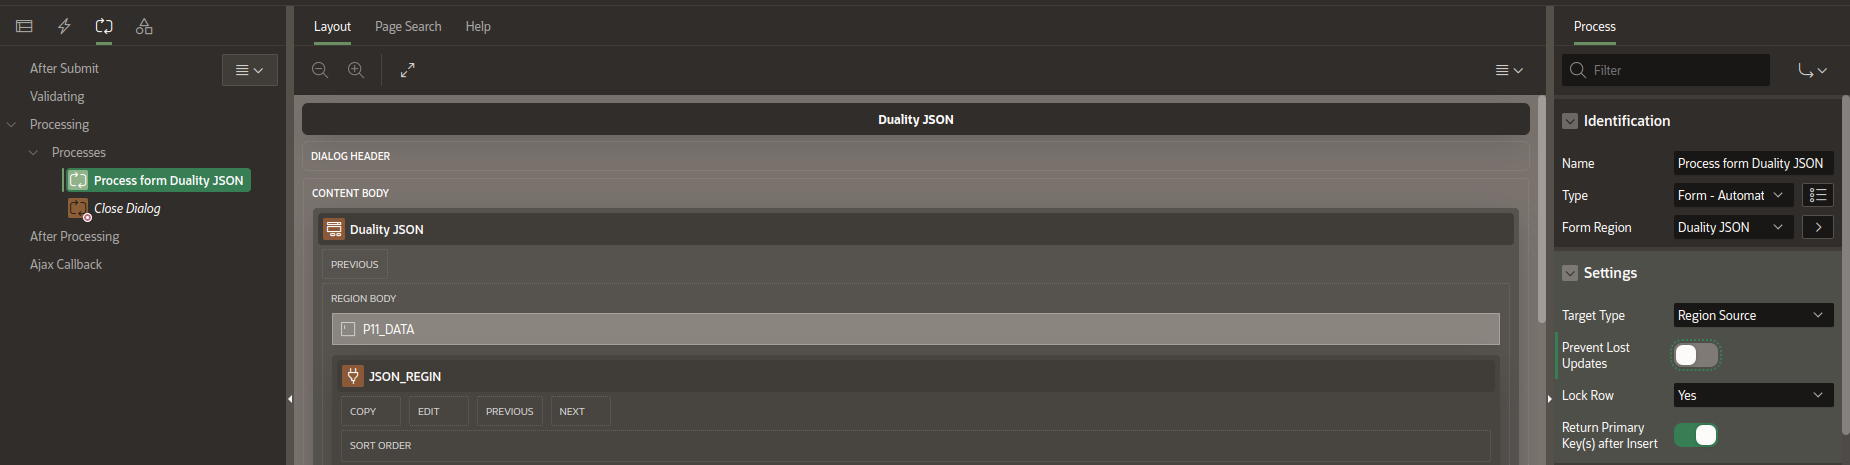 After Submit
Validating
Processing
Processes
Process form Duality JSON
Close Dialog
After Processing
Ajax Callback
Layout
Page Search
Help
Duality JSON
DIALOG HEADER
CONTENT BODY
Duality JSON
PREVIOUS
REGION BODY
P11_DATA
JSON_REGIN
COPY
EDIT
PREVIOUS
NEXT
SORT ORDER
Process
Filter
Identification
Name
Process form Duality JSON
Type
Form - Automat
Form Region
Duality JSON
Settings
Target Type
Region Source
Prevent Lost
Updates
Lock Row
Yes
Return Primary
Key(s) after Insert